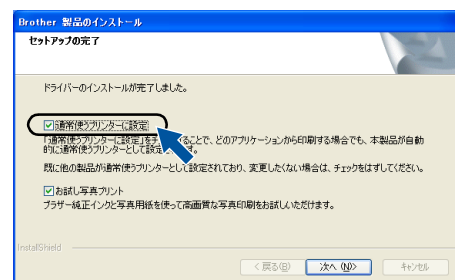 Brother 製品のインストール
セットアップの完了
ドライバーのインストールが完了しました。
通常使うプリンターに設定
「通常使うプリンターに設定」をチ ることで、どのアプリケーションから印刷する場合でも、本製品が自動
的に通常使うプリンターとして設定 す。
既に他の製品が通常使うプリンターとして設定されており、変更したくない場合は、チェックをはずしてください。
お試し写真プリント
ブラザー純正インクと写真用紙を使って高画質な写真印刷をお試しいただけます。
InstallShield
< 戻る(B)
次へ (N)>
キャンセル